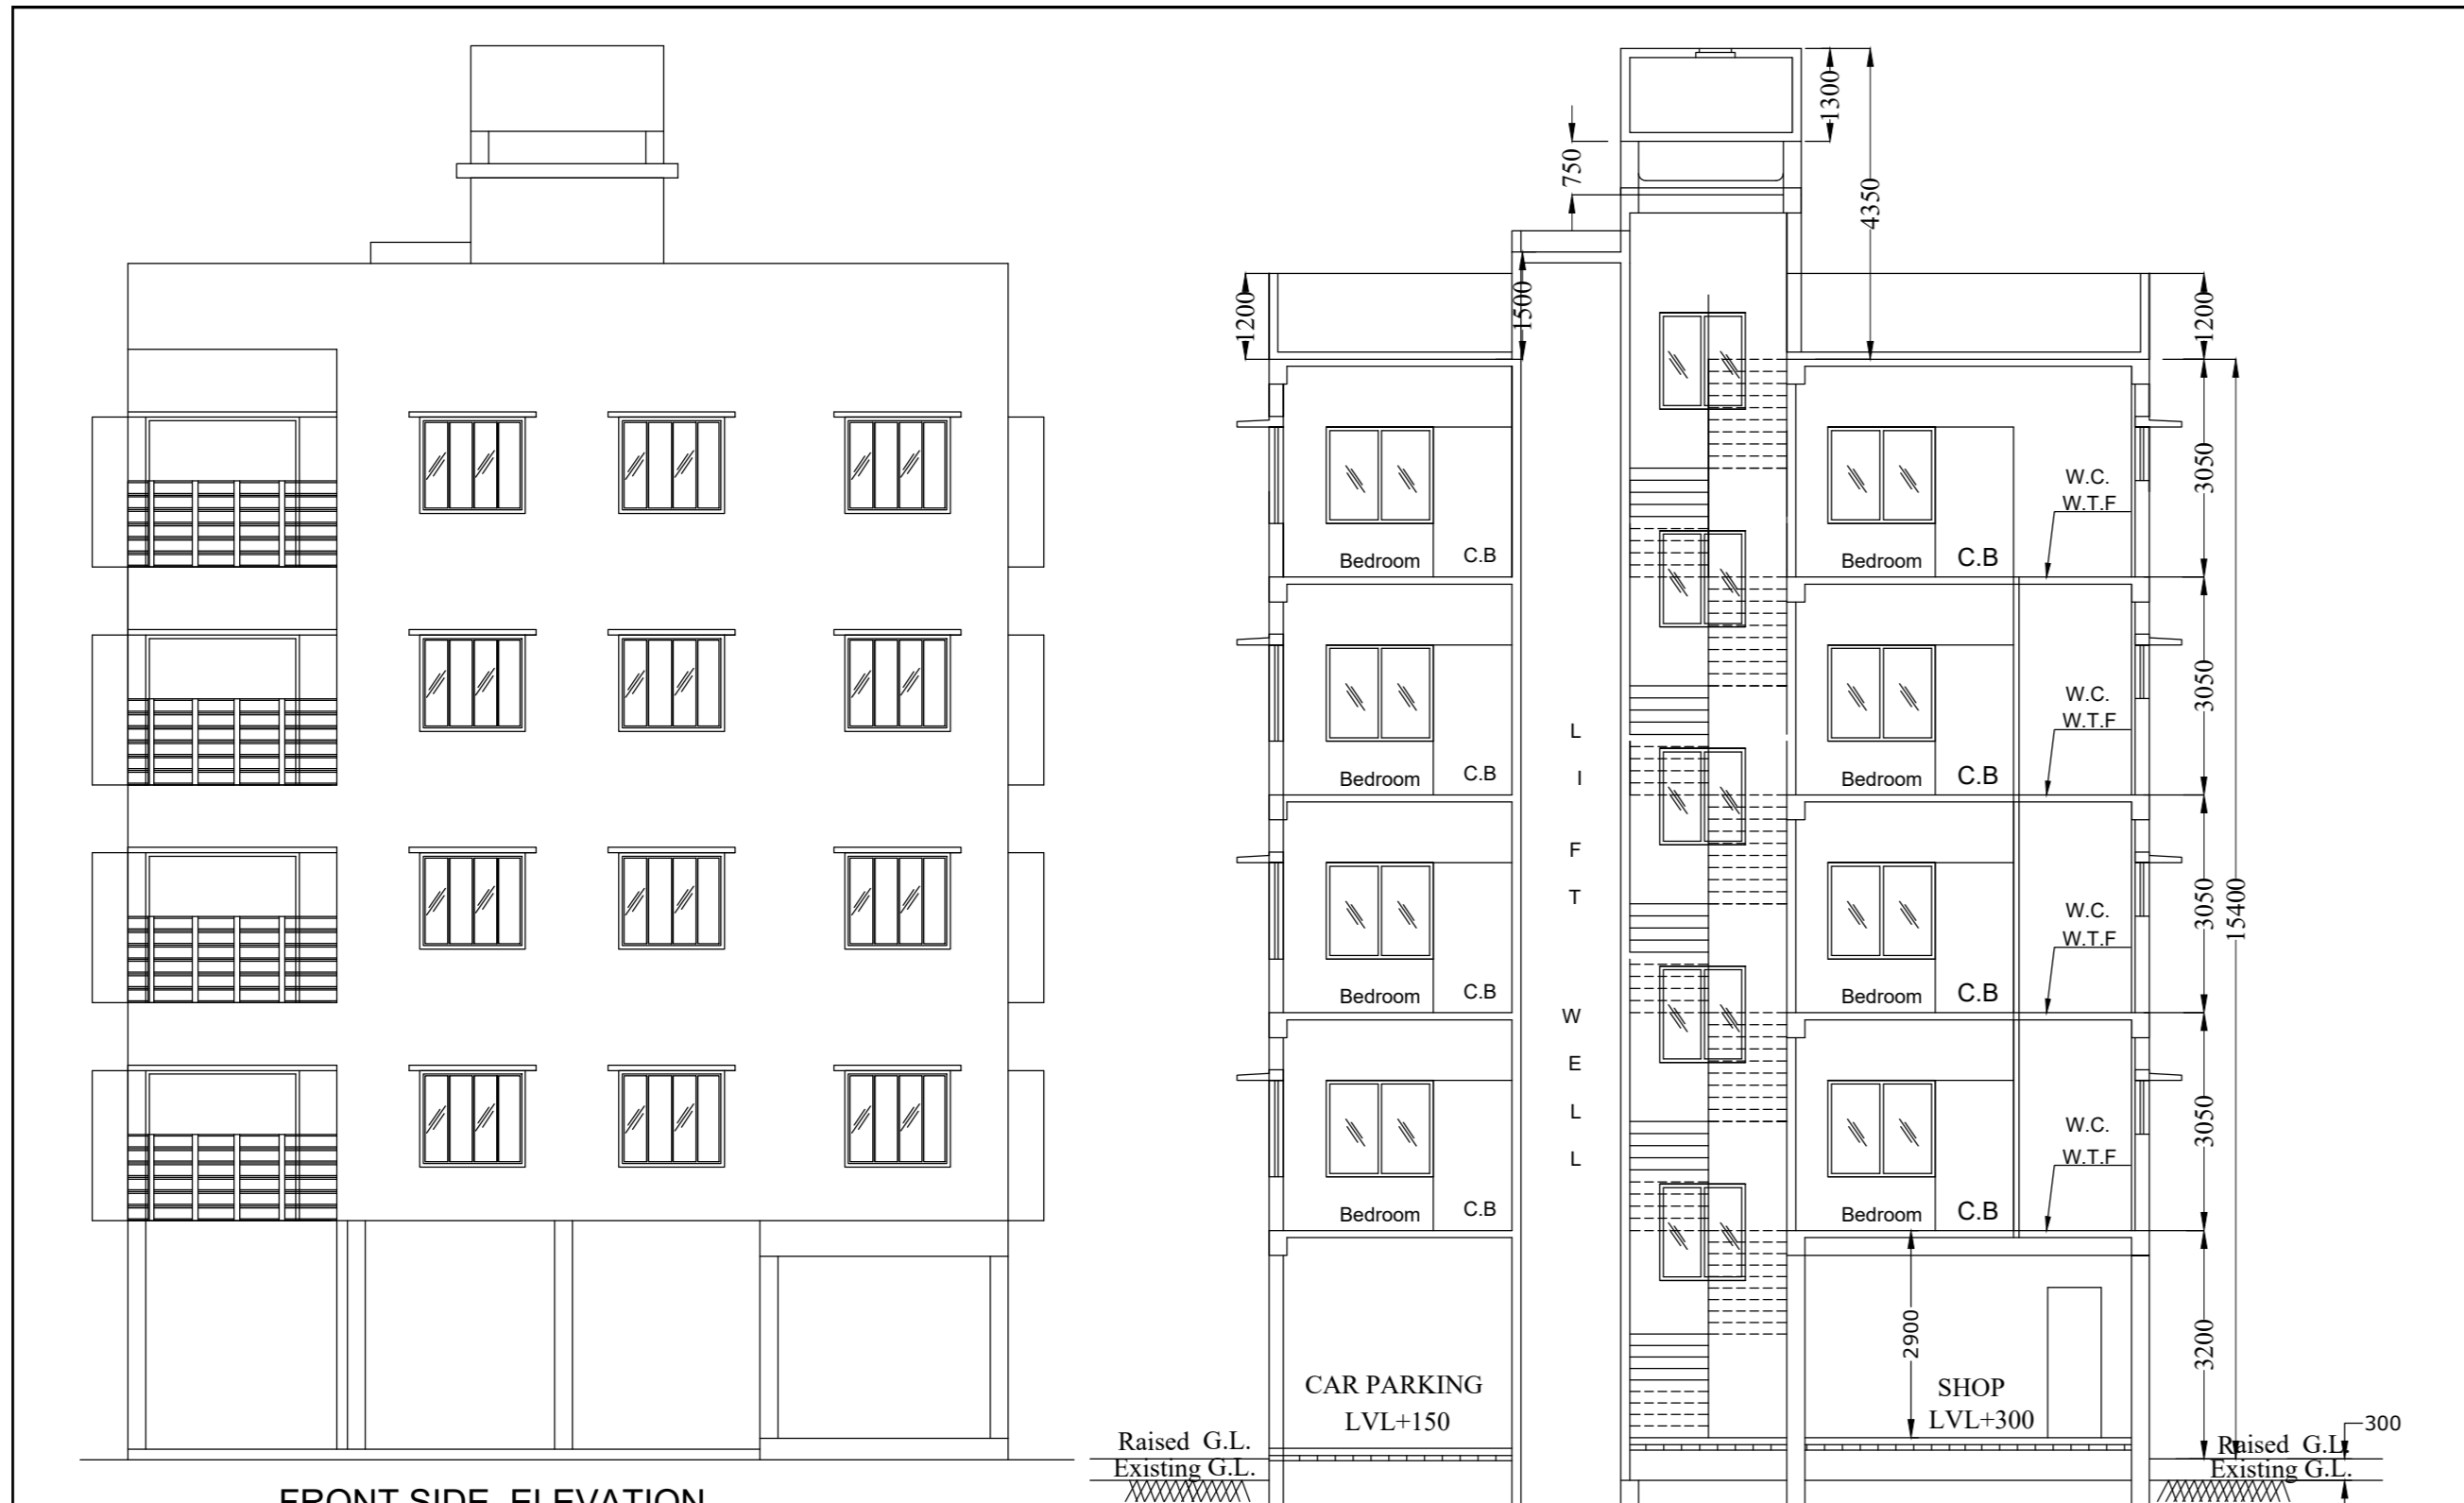 1300
750
4350
1200
1500
1200
3050
W.C.
W.T.F
Bedroom
C.B
Bedroom
C.B
3050
W.C.
W.T.F
Bedroom
C.B
Bedroom
C.B
L
I
F
T
W
E
L
L
3050
15400
W.C.
W.T.F
Bedroom
C.B
Bedroom
C.B
3050
W.C.
W.T.F
Bedroom
C.B
Bedroom
C.B
2900
3200
CAR PARKING
LVL+150
SHOP
LVL+300
300
Raised G.L.
Existing G.L.
Raised G.L.
Existing G.L.
FRONT SIDE ELEVATION